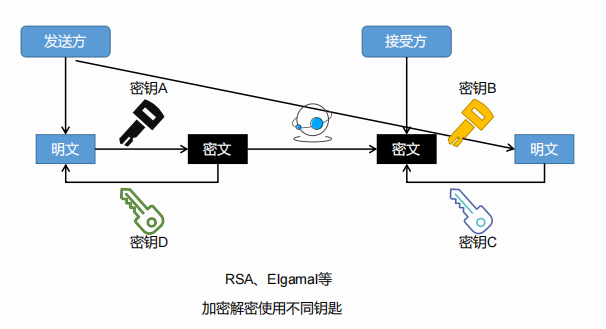 发送方
接受方
密钥A
密钥B
明文
密文
密文
明文
密钥D
密钥C
RSA、Elgamal等
加密解密使用不同钥匙